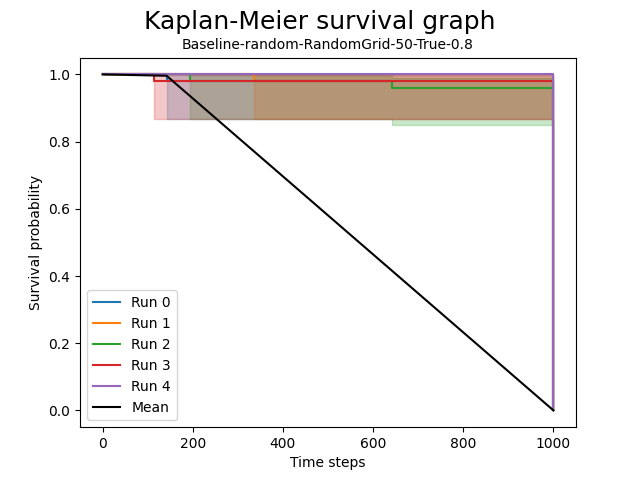 Kaplan-Meier survival graph
Baseline-random-RandomGrid-50-True-0.8
Survival probability
1.0
0.8
0.6
0.4
0.2
0.0
Run 0
Run 1
Run 2
Run 3
Run 4
Mean
0 200 400 600 800 1000
Time steps